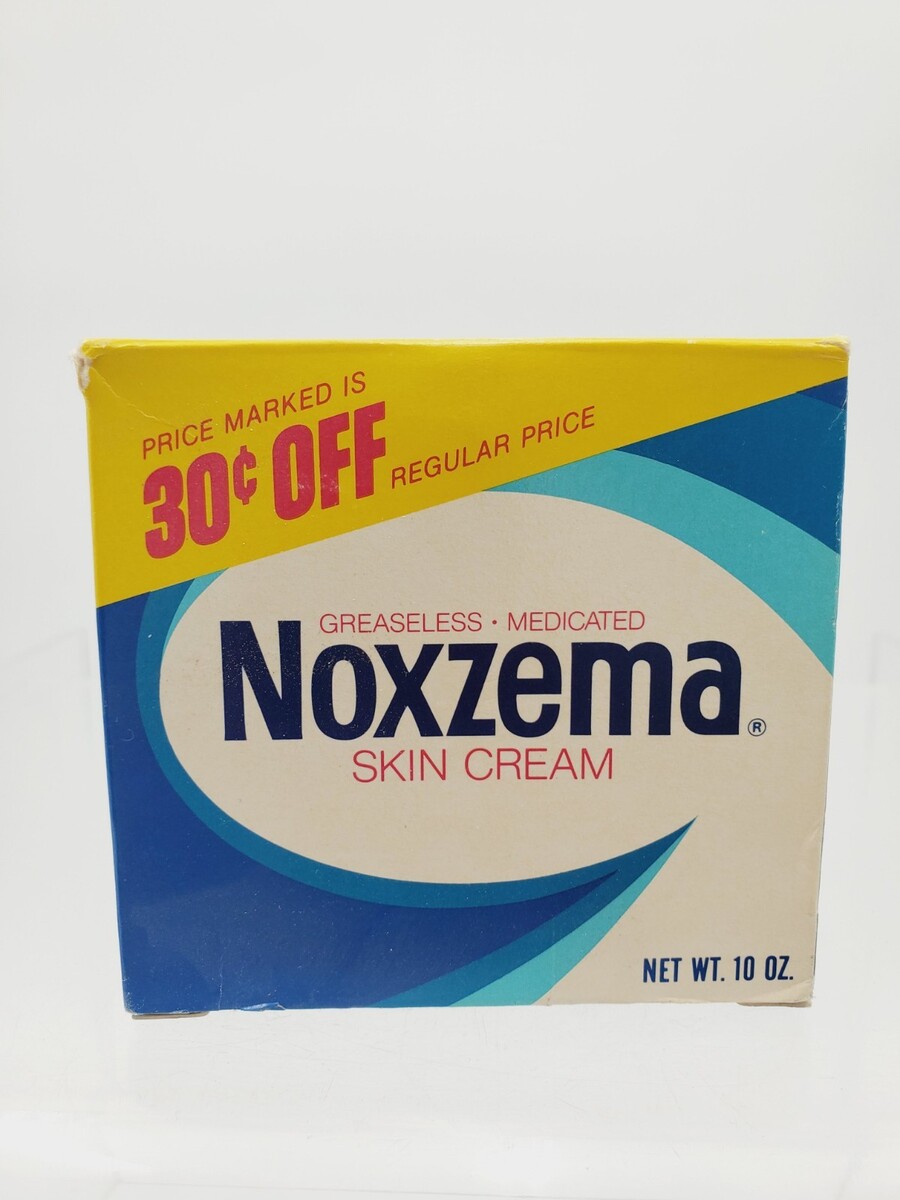 PRICE MARKED IS
30¢ OFF REGULAR PRICE
GREASELESS · MEDICATED
Noxzema®
SKIN CREAM
NET WT. 10 OZ.